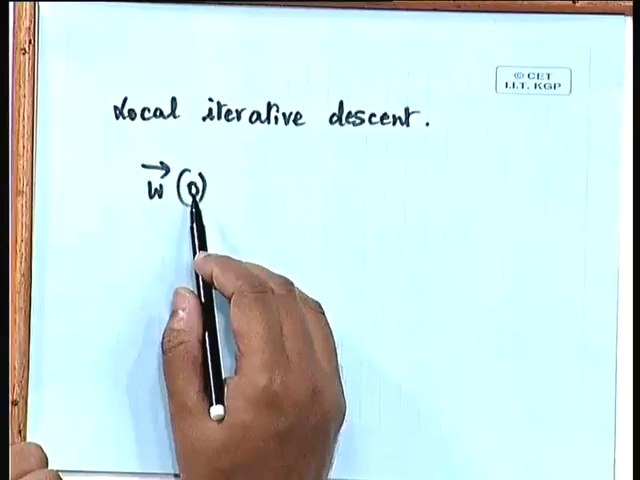 © CET
I.I.T. KGP
Local iterative descent.
w⃗ (0)